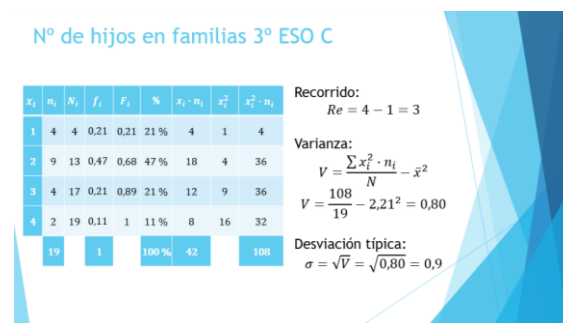 Nº de hijos en familias 3º ESO C
xᵢ nᵢ Nᵢ fᵢ Fᵢ % xᵢ · nᵢ xᵢ² xᵢ² · nᵢ
1 4 4 0,21 0,21 21 % 4 1 4
2 9 13 0,47 0,68 47 % 18 4 36
3 4 17 0,21 0,89 21 % 12 9 36
4 2 19 0,11 1 11 % 8 16 32
19 1 100 % 42 108
Recorrido:
Re = 4 − 1 = 3
Varianza:
V = (∑ xᵢ² · nᵢ)/N − x̄²
V = 108/19 − 2,21² = 0,80
Desviación típica:
σ = √V = √0,80 = 0,9